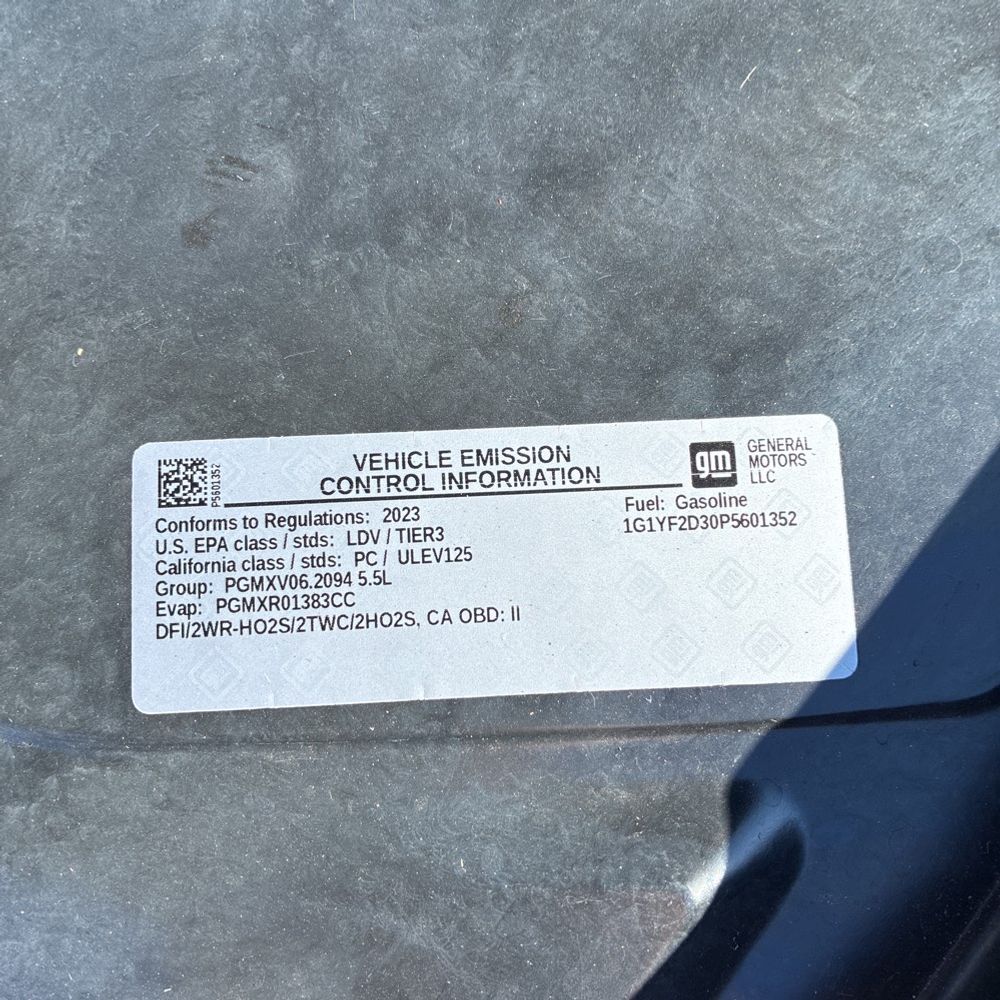 P5601352
VEHICLE EMISSION
CONTROL INFORMATION
gm
GENERAL
MOTORS
LLC
Conforms to Regulations: 2023
U.S. EPA class / stds: LDV / TIER3
California class / stds: PC / ULEV125
Group: PGMXV06.2094 5.5L
Evap: PGMXR01383CC
DFI/2WR-HO2S/2TWC/2HO2S, CA OBD: II
Fuel: Gasoline
1G1YF2D30P5601352